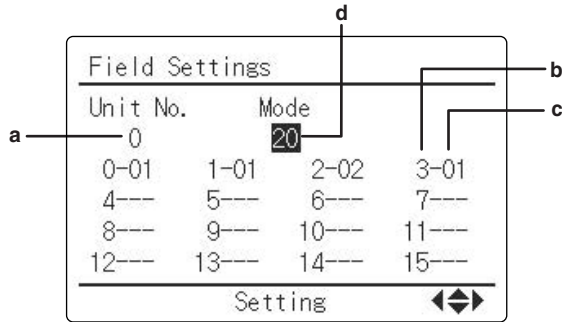 d
Field Settings
b
Unit No. Mode
c
a
0 20
0-01 1-01 2-02 3-01
4--- 5--- 6--- 7---
8--- 9--- 10--- 11---
12--- 13--- 14--- 15---
Setting